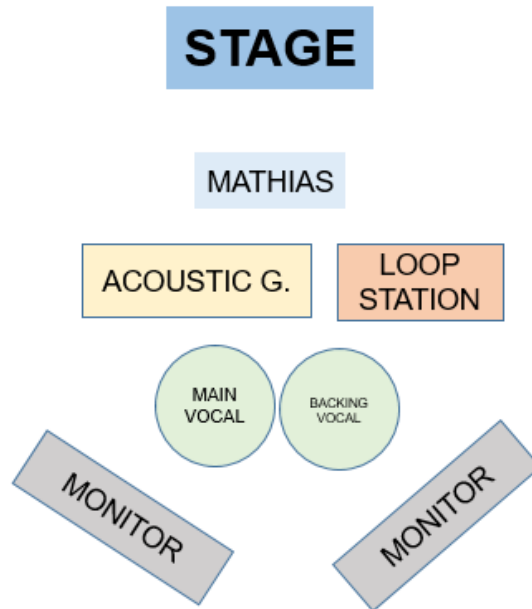 STAGE
MATHIAS
ACOUSTIC G.
LOOP
STATION
MAIN
VOCAL
BACKING
VOCAL
MONITOR
MONITOR